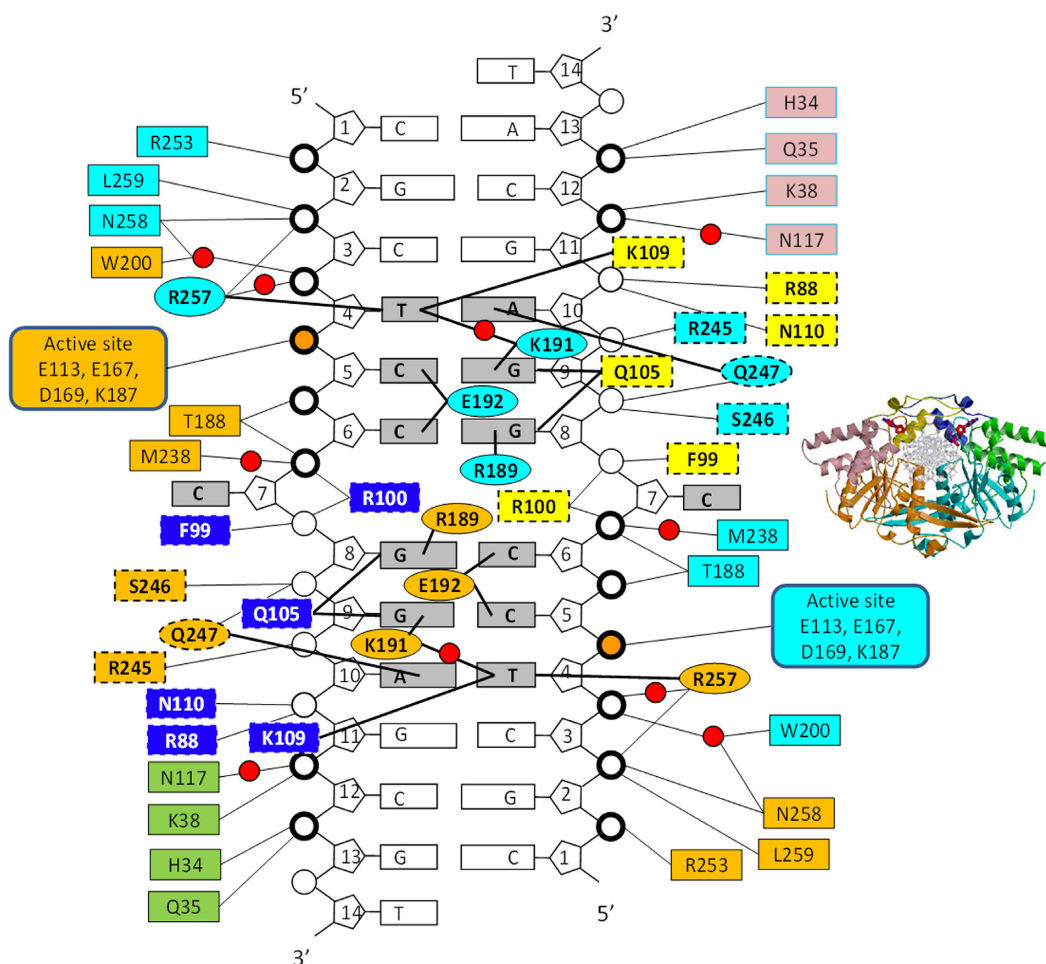 3'
T 14
5'
1 C A 13 H34
R253 Q35
L259 2 G C 12 K38
N258 N117
W200 3 C G 11 K109
R257 R88
4 T A 10 R245 N110
Active site
E113, E167,
D169, K187
K191
5 C G 9 Q105 Q247
E192
T188 6 C G 8 S246
M238 R189 F99
C 7 R100 R100 7 C
F99 R189 M238
8 G C 6 T188
S246 E192
Q105 9 G C 5
Active site
E113, E167,
D169, K187
Q247 K191
R245 10 A T 4 R257
N110
R88 K109 11 G C 3 W200
N117
K38 12 C G 2 N258
H34 L259
13 G C 1 R253
Q35
14 T 5'
3'